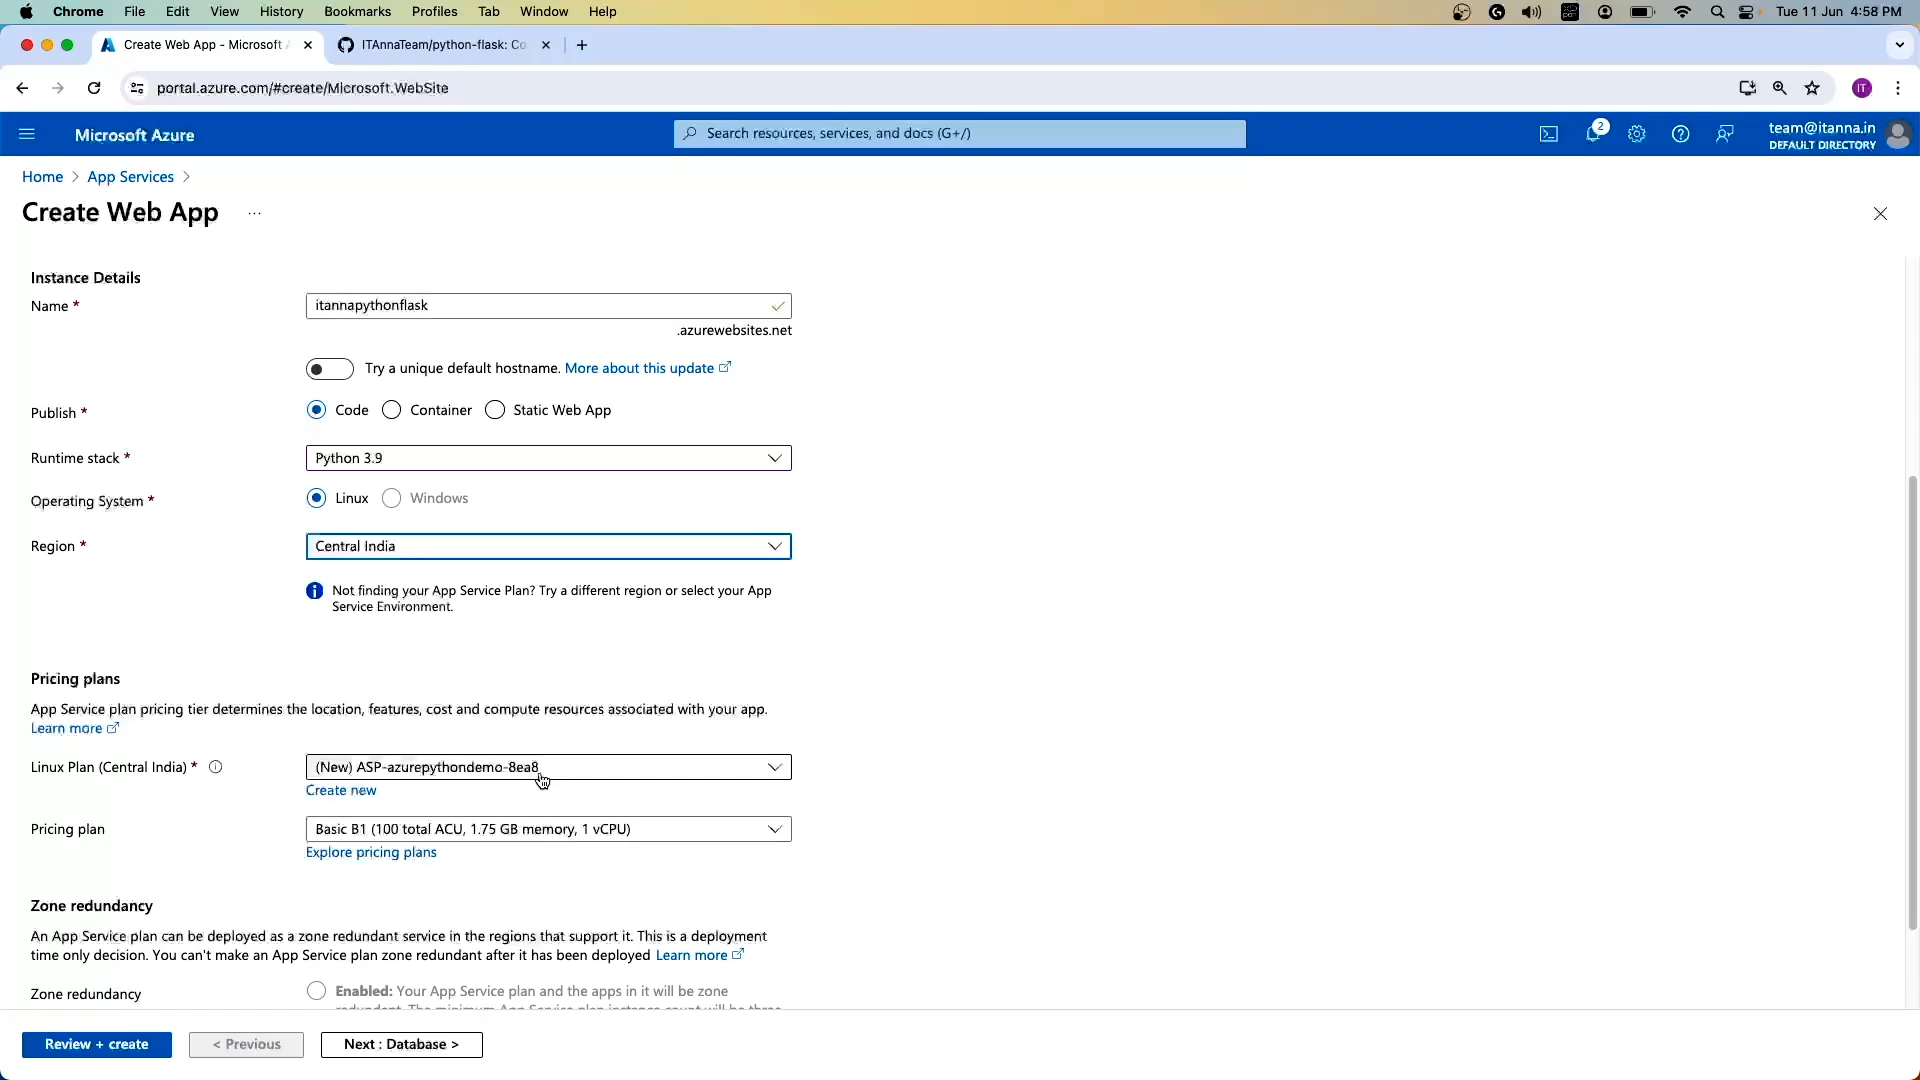 Chrome File Edit View History Bookmarks Profiles Tab Window Help Tue 11 Jun 4:58 PM
Create Web App - Microsoft A ITAnnaTeam/python-flask: Co
portal.azure.com/#create/Microsoft.WebSite IT
Microsoft Azure Search resources, services, and docs (G+/) 2 team@itanna.in
DEFAULT DIRECTORY
Home > App Services >
Create Web App ...
Instance Details
Name * itannapythonflask
.azurewebsites.net
Try a unique default hostname. More about this update
Publish * Code Container Static Web App
Runtime stack * Python 3.9
Operating System * Linux Windows
Region * Central India
Not finding your App Service Plan? Try a different region or select your App
Service Environment.
Pricing plans
App Service plan pricing tier determines the location, features, cost and compute resources associated with your app.
Learn more
Linux Plan (Central India) * (New) ASP-azurepythondemo-8ea8
Create new
Pricing plan Basic B1 (100 total ACU, 1.75 GB memory, 1 vCPU)
Explore pricing plans
Zone redundancy
An App Service plan can be deployed as a zone redundant service in the regions that support it. This is a deployment
time only decision. You can't make an App Service plan zone redundant after it has been deployed Learn more
Zone redundancy Enabled: Your App Service plan and the apps in it will be zone
redundant. The minimum App Service plan instance count will be three.
Review + create < Previous Next : Database >